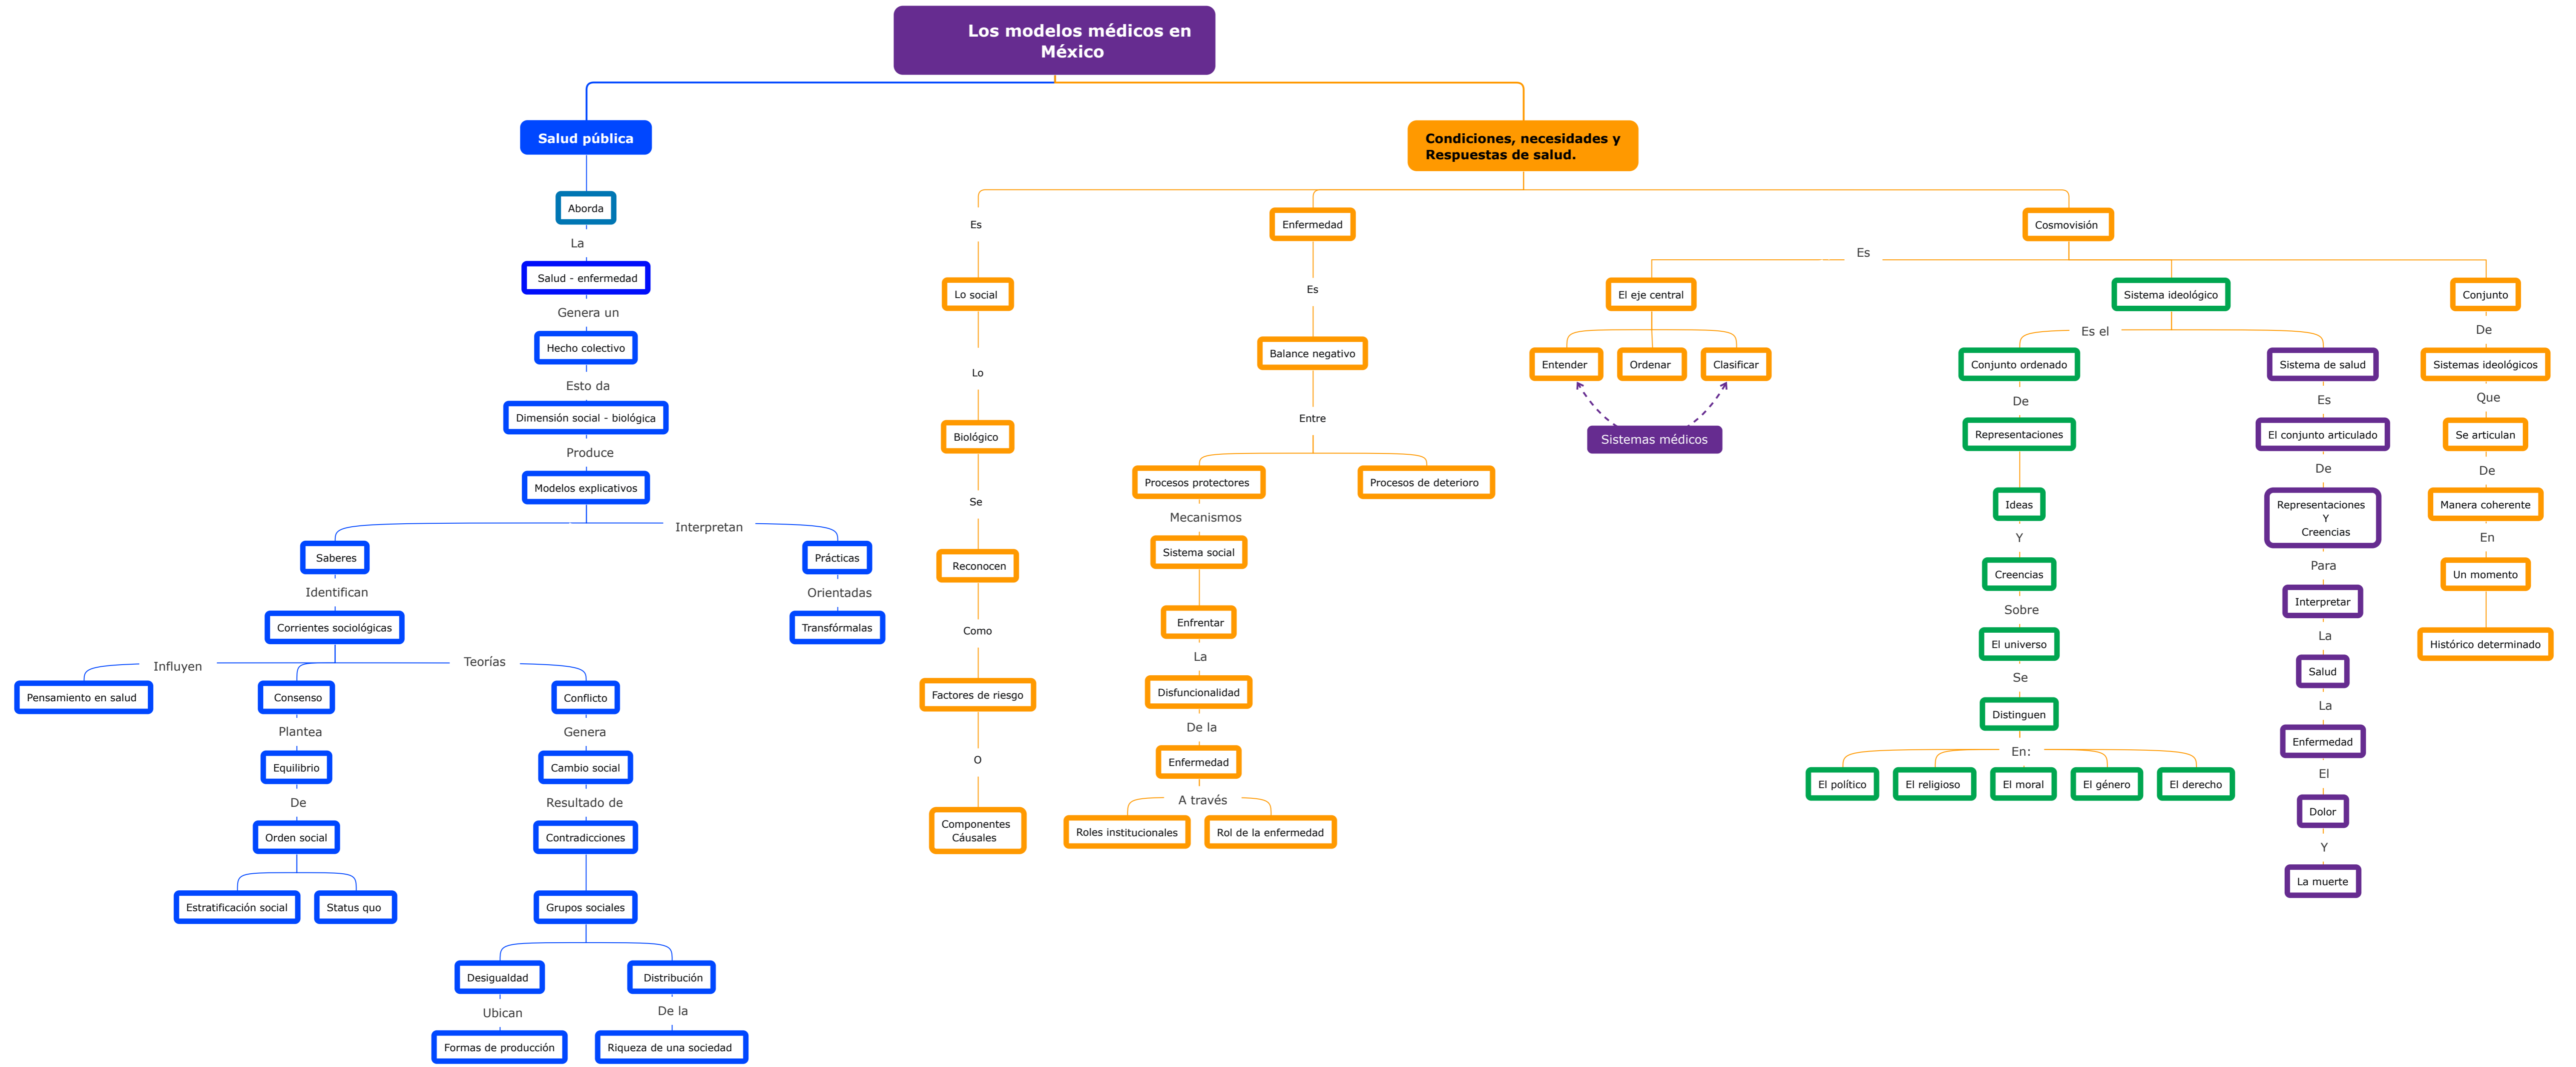 Los modelos médicos en
México
Salud pública
Aborda
La
Salud - enfermedad
Genera un
Hecho colectivo
Esto da
Dimensión social - biológica
Produce
Modelos explicativos
Interpretan
Saberes
Identifican
Corrientes sociológicas
Influyen
Teorías
Pensamiento en salud
Consenso
Plantea
Equilibrio
De
Orden social
Estratificación social
Status quo
Conflicto
Genera
Cambio social
Resultado de
Contradicciones
Grupos sociales
Desigualdad
Ubican
Formas de producción
Distribución
De la
Riqueza de una sociedad
Prácticas
Orientadas
Transfórmalas
Condiciones, necesidades y
Respuestas de salud.
Es
Lo social
Lo
Biológico
Se
Reconocen
Como
Factores de riesgo
O
Componentes
Cáusales
Enfermedad
Es
Balance negativo
Entre
Procesos protectores
Procesos de deterioro
Mecanismos
Sistema social
Enfrentar
La
Disfuncionalidad
De la
Enfermedad
A través
Roles institucionales
Rol de la enfermedad
Cosmovisión
Es
El eje central
Entender
Ordenar
Clasificar
Sistemas médicos
Sistema ideológico
Es el
Conjunto ordenado
De
Representaciones
Ideas
Y
Creencias
Sobre
El universo
Se
Distinguen
En:
El político
El religioso
El moral
El género
El derecho
Sistema de salud
Es
El conjunto articulado
De
Representaciones
Y
Creencias
Para
Interpretar
La
Salud
La
Enfermedad
El
Dolor
Y
La muerte
Conjunto
De
Sistemas ideológicos
Que
Se articulan
De
Manera coherente
En
Un momento
Histórico determinado